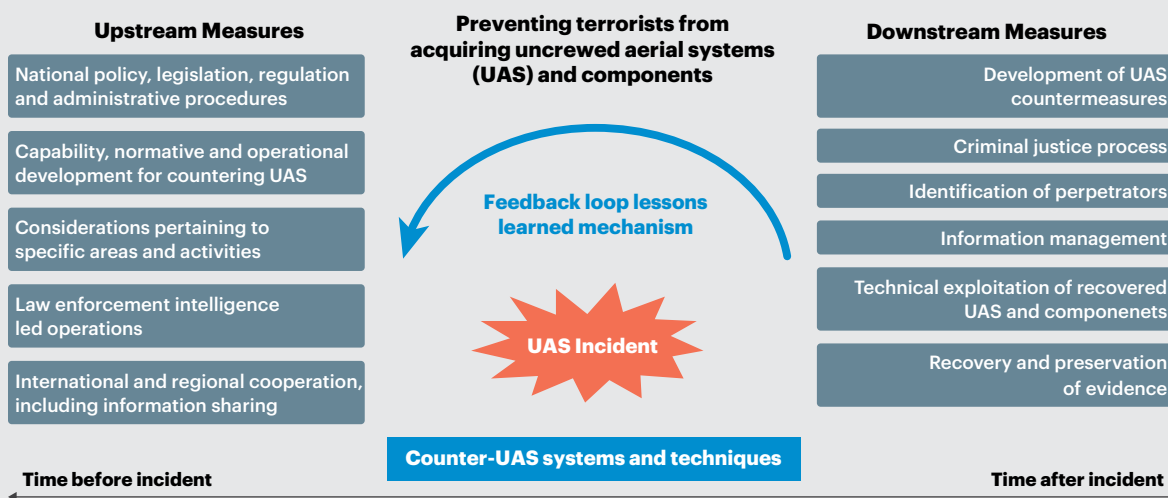 Upstream Measures
National policy, legislation, regulation
and administrative procedures
Capability, normative and operational
development for countering UAS
Considerations pertaining to
specific areas and activities
Law enforcement intelligence
led operations
International and regional cooperation,
including information sharing
Preventing terrorists from
acquiring uncrewed aerial systems
(UAS) and components
Feedback loop lessons
learned mechanism
UAS Incident
Counter-UAS systems and techniques
Downstream Measures
Development of UAS
countermeasures
Criminal justice process
Identification of perpetrators
Information management
Technical exploitation of recovered
UAS and componenets
Recovery and preservation
of evidence
Time before incident
Time after incident